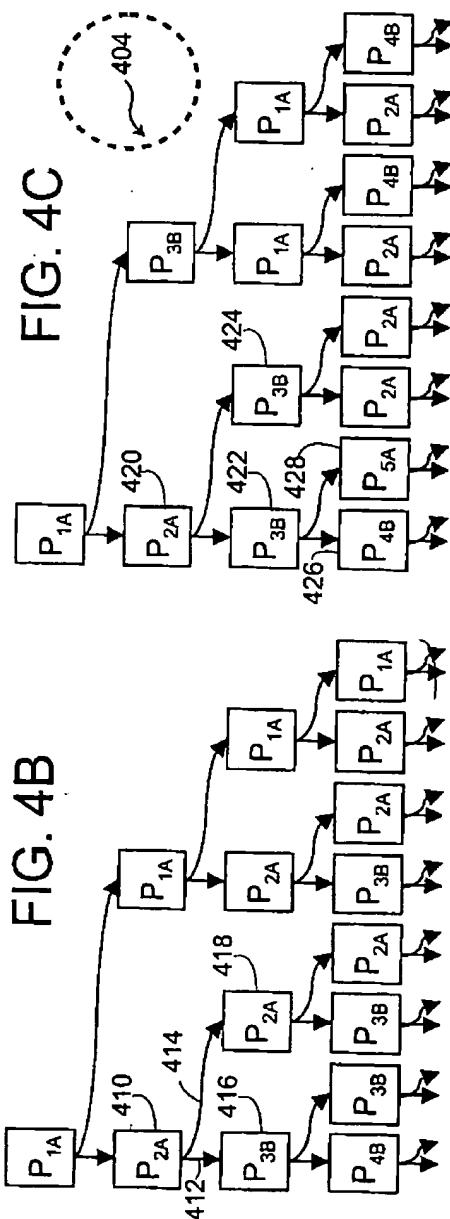 FIG. 4B
P1A
410
P2A
P1A
412
414
416
P3B
418
P2A
P2A
P1A
P4B
P3B
P3B
P2A
P3B
P2A
P2A
P1A
FIG. 4C
404
P1A
420
P2A
P3B
422
P3B
424
P3B
P1A
P1A
426
428
P4B
P5A
P2A
P2A
P2A
P4B
P2A
P4B